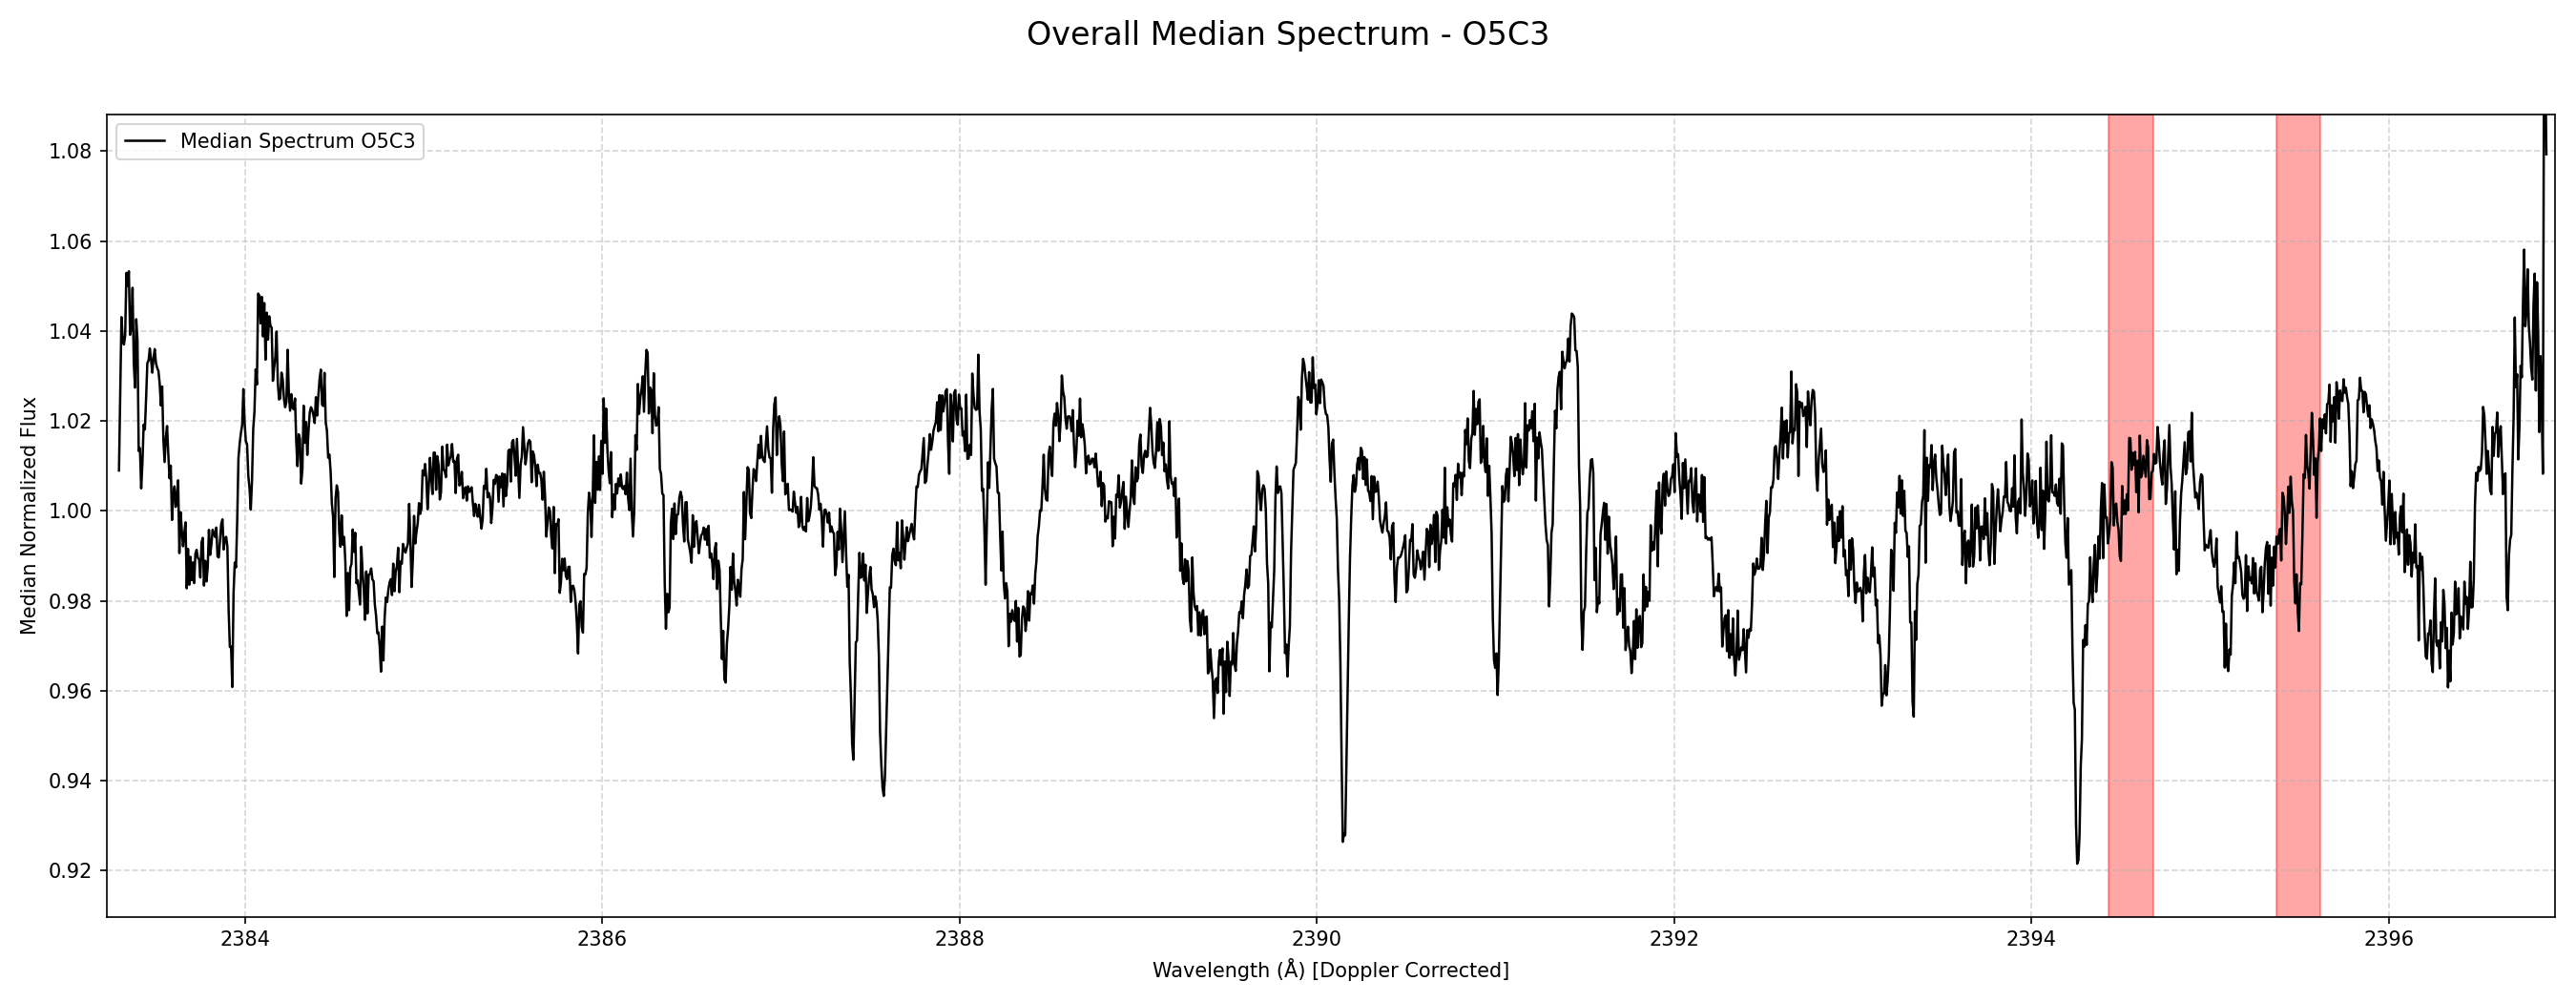 Overall Median Spectrum - O5C3
Median Spectrum O5C3
1.08
1.06
1.04
1.02
1.00
0.98
0.96
0.94
0.92
Median Normalized Flux
2384 2386 2388 2390 2392 2394 2396
Wavelength (Å) [Doppler Corrected]